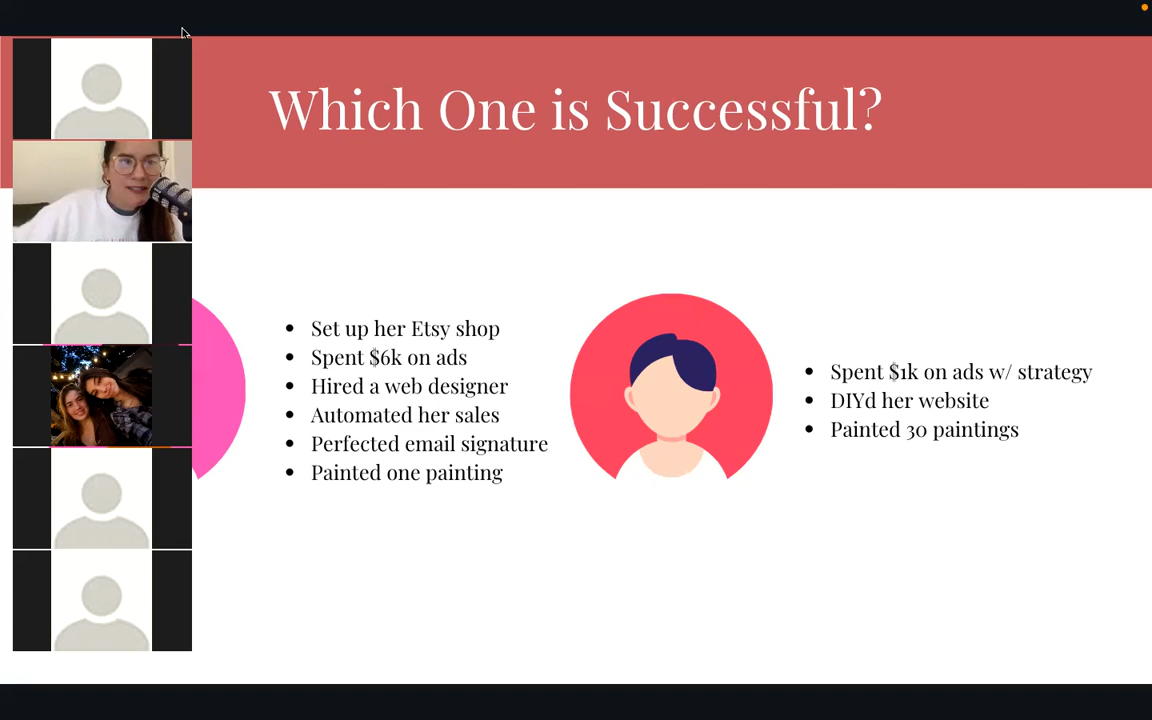 Which One is Successful?
Set up her Etsy shop
Spent $6k on ads
Hired a web designer
Automated her sales
Perfected email signature
Painted one painting
Spent $1k on ads w/ strategy
DIYd her website
Painted 30 paintings